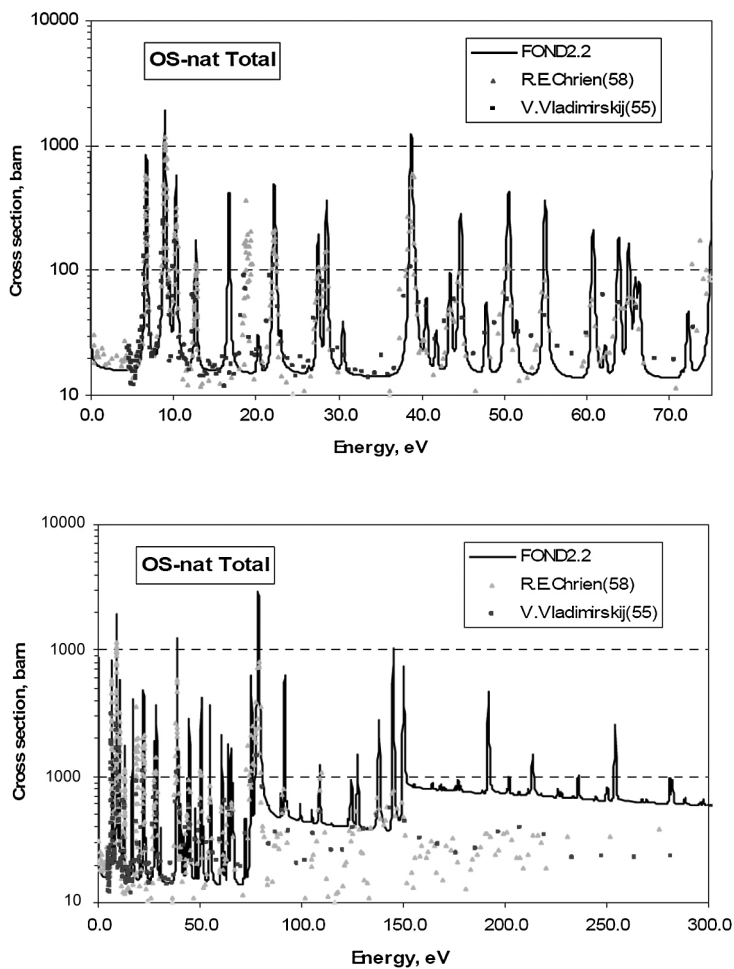 10000
1000
100
10
Cross section, barn
OS-nat Total
FOND2.2
R.E.Chrien(58)
V.Vladimirskij(55)
0.0 10.0 20.0 30.0 40.0 50.0 60.0 70.0
Energy, eV
10000
1000
1000
10
Cross section, barn
OS-nat Total
FOND2.2
R.E.Chrien(58)
V.Vladimirskij(55)
0.0 50.0 100.0 150.0 200.0 250.0 300.0
Energy, eV